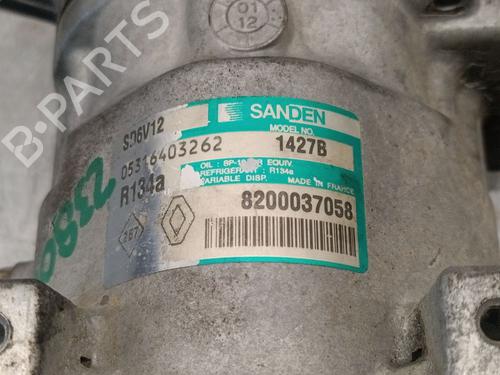 01
12
SANDEN
SD6V12
MODEL NO.
1427B
05316403262
OIL : SP-10 OR EQUIV.
REFRIGERANT : R134a
VARIABLE DISP. MADE IN FRANCE
R134a
8200037058
267
B-Parts